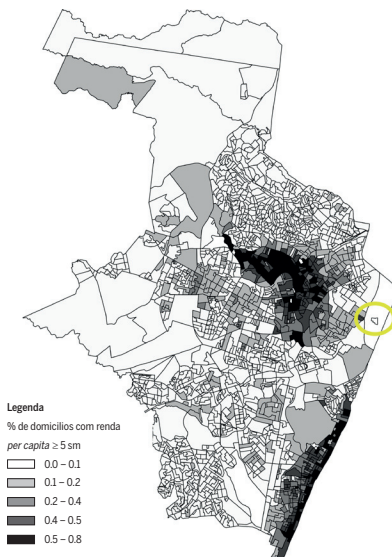 Legenda
% de domicilios com renda
per capita ≥ 5 sm
0.0 – 0.1
0.1 – 0.2
0.2 – 0.4
0.4 – 0.5
0.5 – 0.8